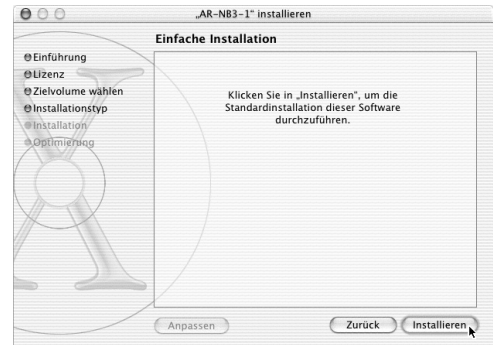 „AR-NB3-1“ installieren
Einfache Installation
Einführung
Lizenz
Zielvolume wählen
Installationstyp
Installation
Optimierung
Klicken Sie in „Installieren“, um die
Standardinstallation dieser Software
durchzuführen.
Anpassen
Zurück
Installieren